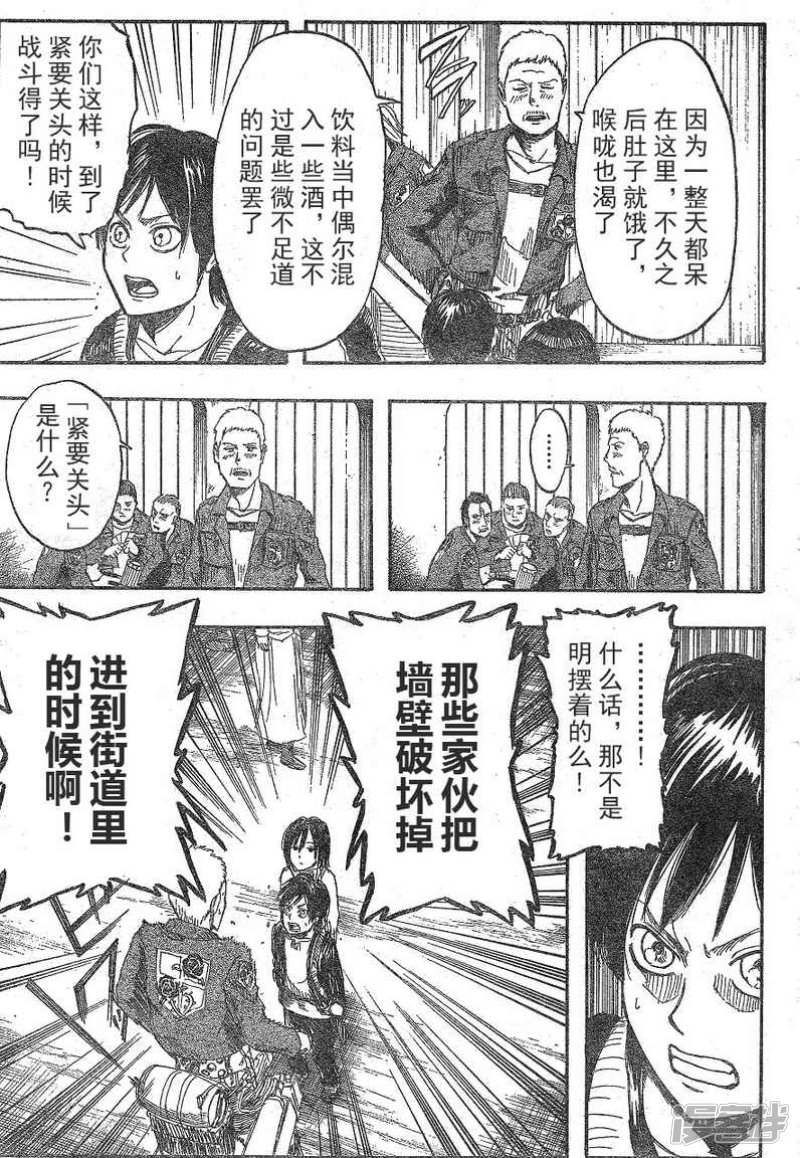 因为一整天都呆
在这里，不久之
后肚子就饿了，
喉咙也渴了
饮料当中偶尔混
入一些酒，这不
过是些微不足道
的问题罢了
你们这样，到了
紧要关头的时候
战斗得了吗！
……
「紧要关头」
是什么？
………！
什么话，那不是
明摆着的么！
那些家伙把
墙壁破坏掉
进到街道里
的时候啊！
漫客伴